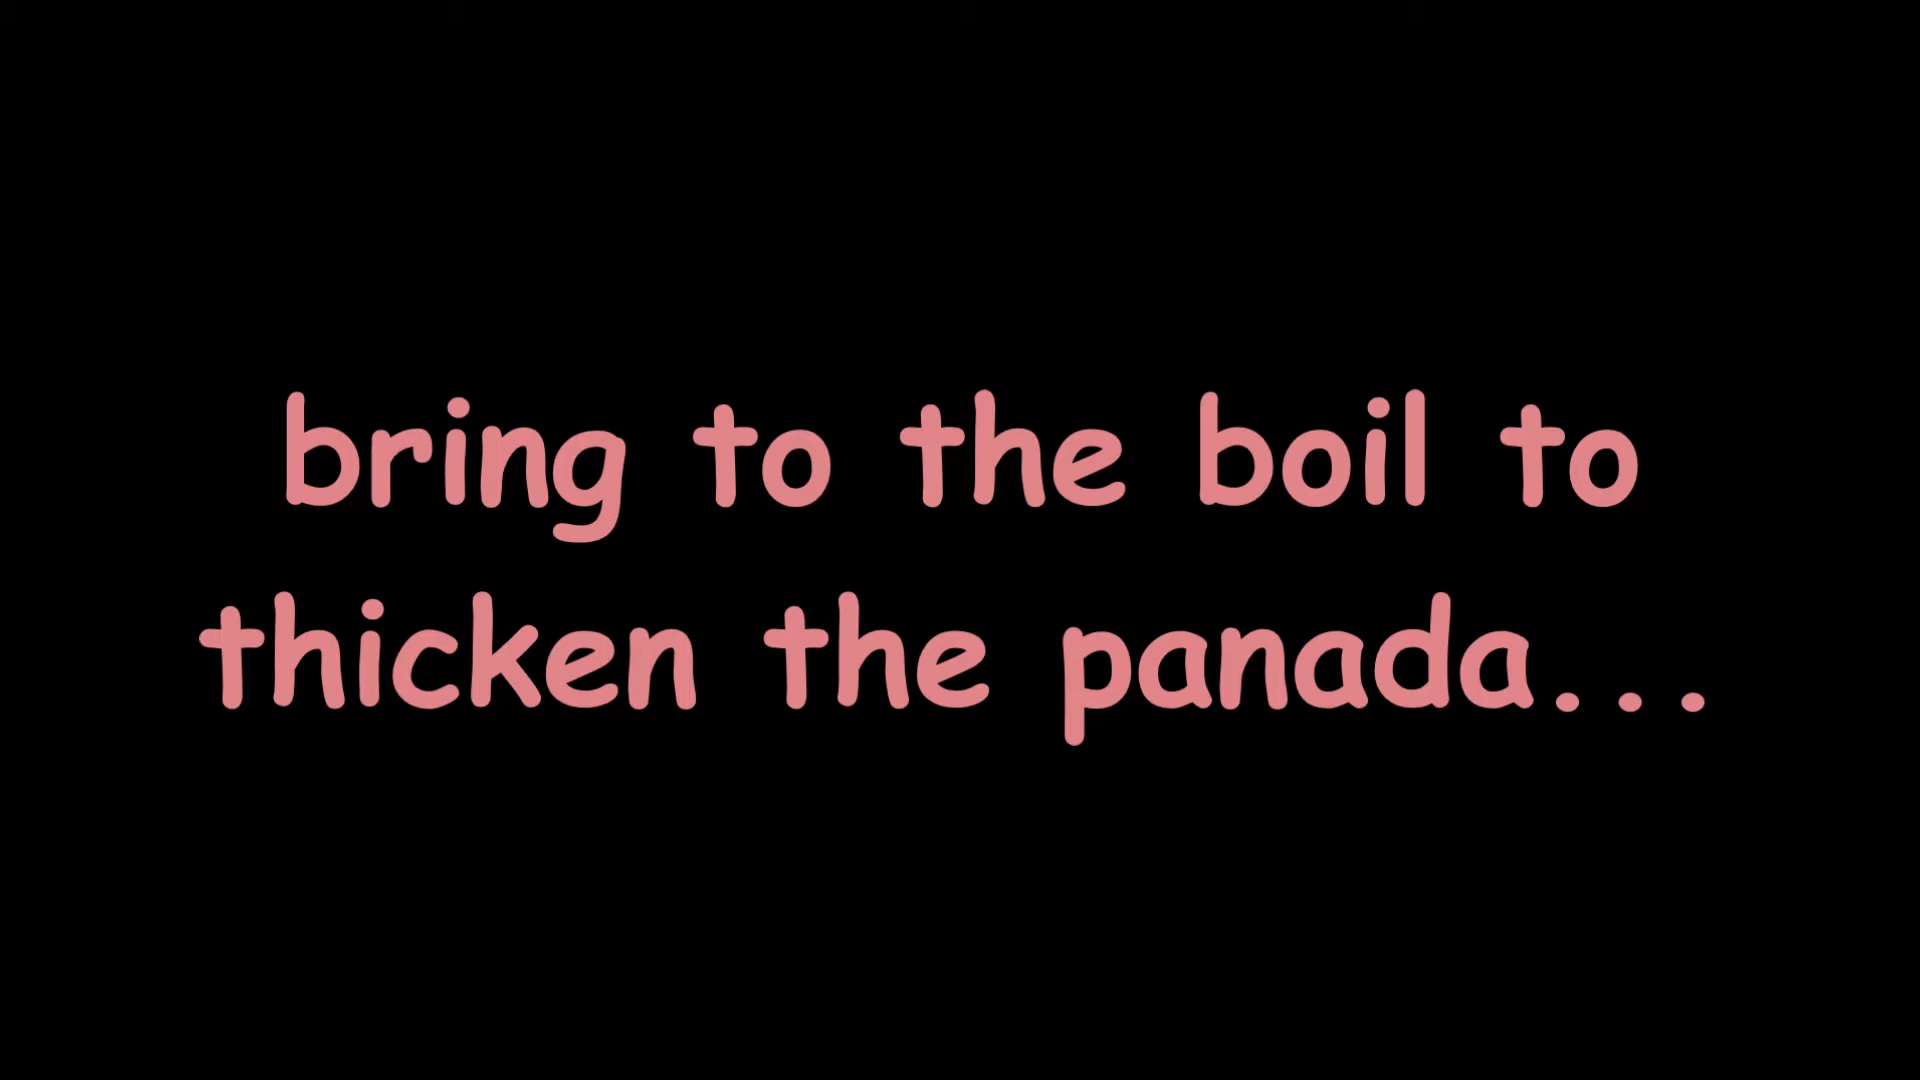 bring to the boil to
thicken the panada...